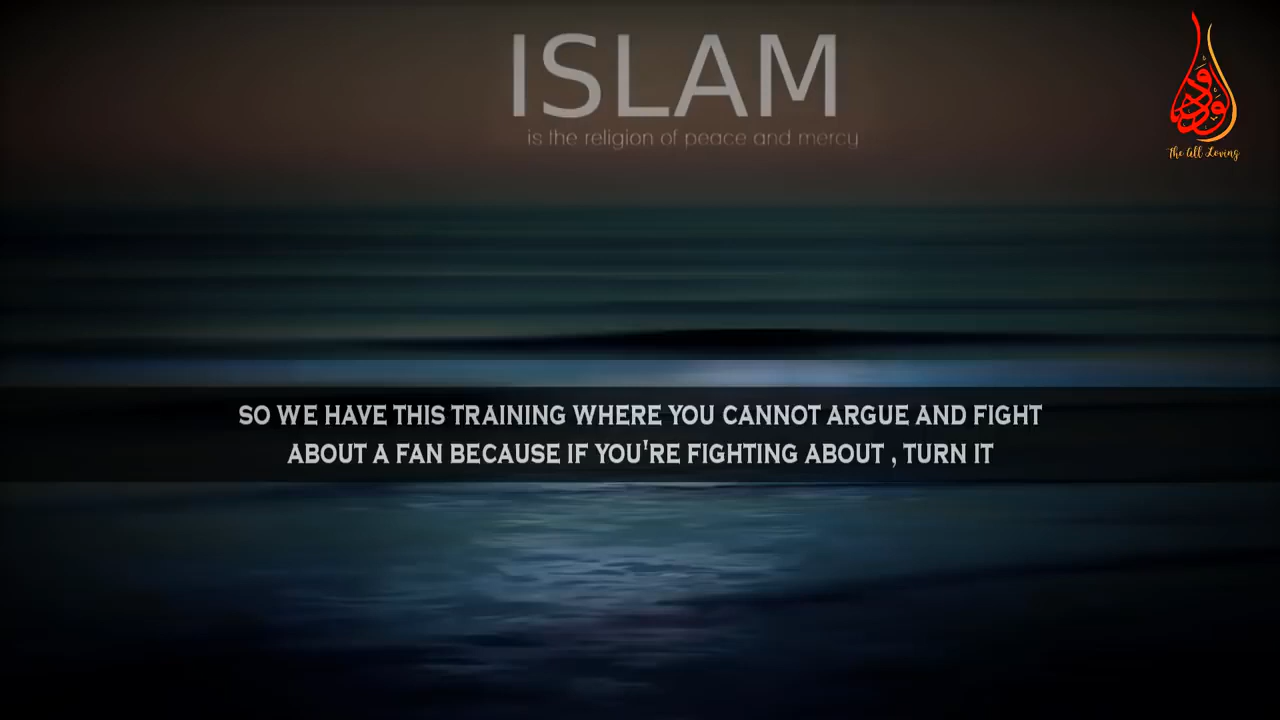 ISLAM
is the religion of peace and mercy
الودود
The All Loving
SO WE HAVE THIS TRAINING WHERE YOU CANNOT ARGUE AND FIGHT
ABOUT A FAN BECAUSE IF YOU'RE FIGHTING ABOUT , TURN IT